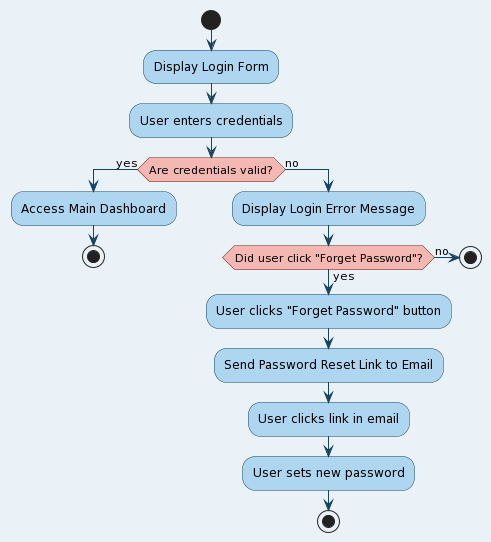 Display Login Form
User enters credentials
yes
Are credentials valid?
no
Access Main Dashboard
Display Login Error Message
Did user click "Forget Password"?
no
yes
User clicks "Forget Password" button
Send Password Reset Link to Email
User clicks link in email
User sets new password